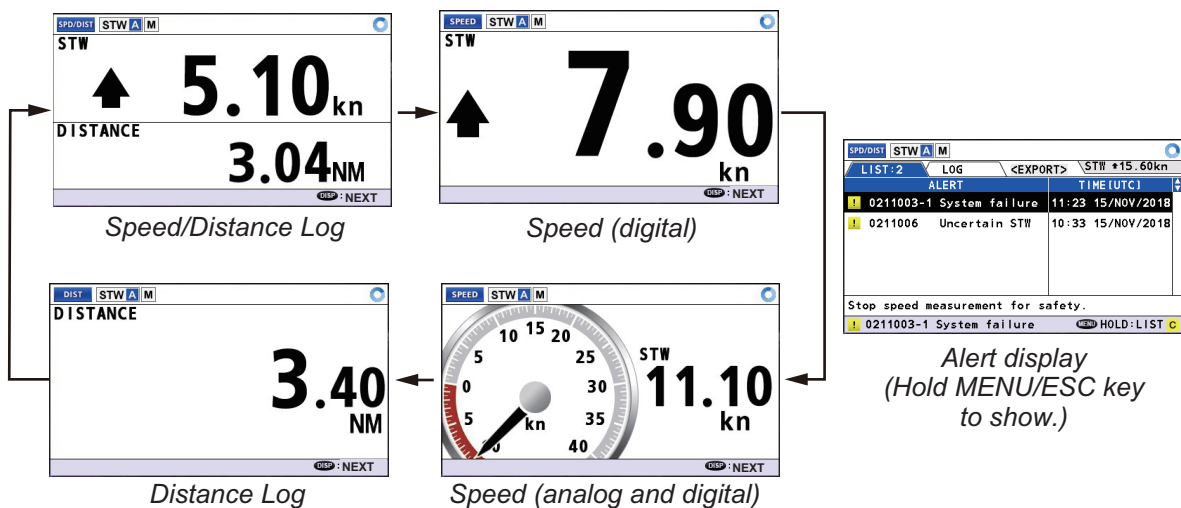 SPD/DIST STW A M
STW
5.10kn
DISTANCE
3.04NM
DISP : NEXT
Speed/Distance Log
SPEED STW A M
STW
7.90
kn
DISP : NEXT
Speed (digital)
SPD/DIST STW A M
LIST:2 LOG <EXPORT> STW 15.60kn
ALERT TIME[UTC]
! 0211003-1 System failure 11:23 15/NOV/2018
! 0211006 Uncertain STW 10:33 15/NOV/2018
Stop speed measurement for safety.
! 0211003-1 System failure MENU HOLD:LIST C
Alert display
(Hold MENU/ESC key
to show.)
DIST STW A M
DISTANCE
3.40
NM
DISP : NEXT
Distance Log
SPEED STW A M
10 15 20
5 25
0 30
5 35
40
kn
STW
11.10
kn
DISP : NEXT
Speed (analog and digital)